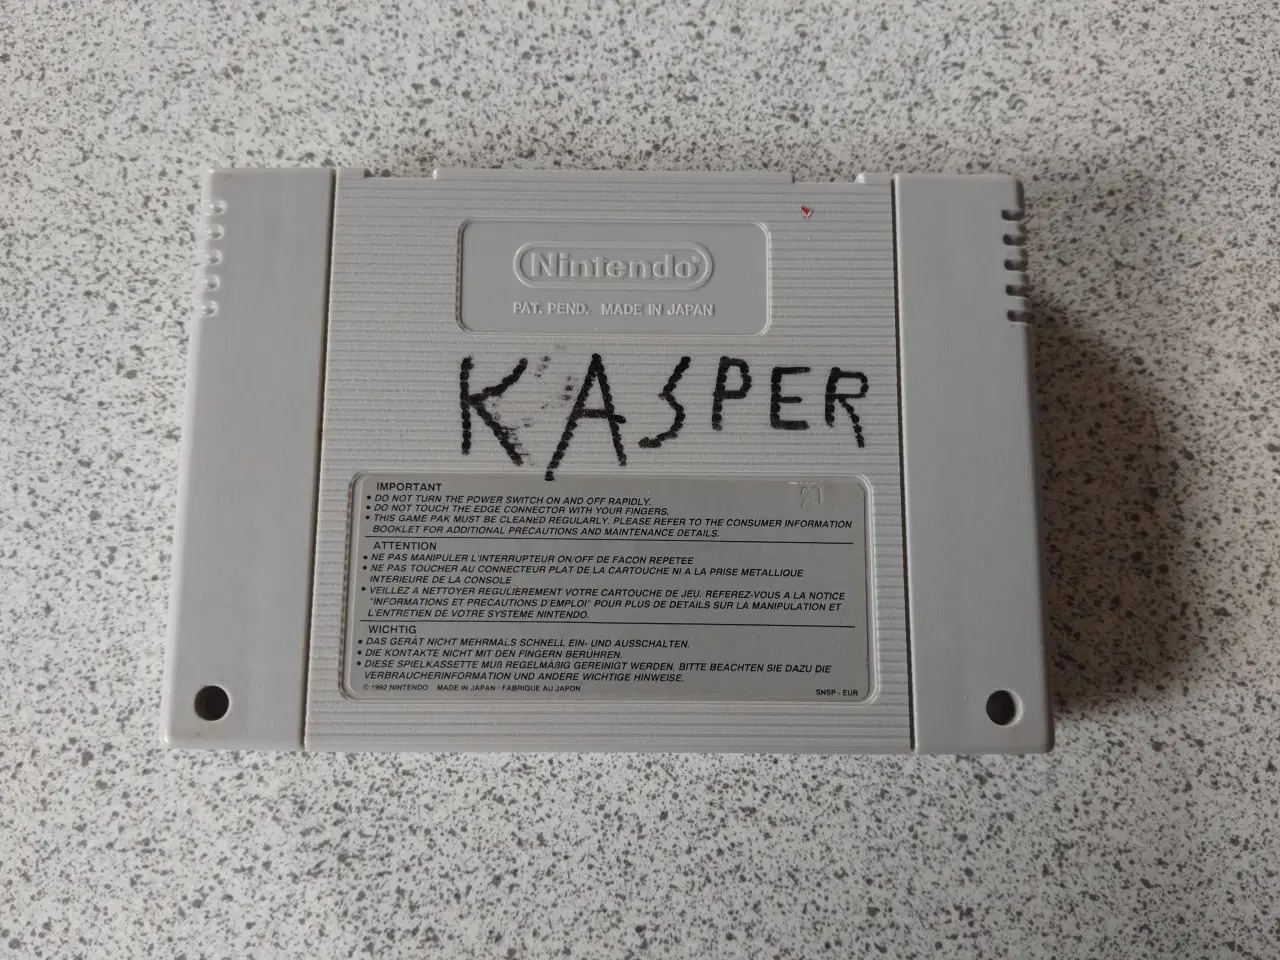 Nintendo®
PAT. PEND. MADE IN JAPAN
KASPER
IMPORTANT
• DO NOT TURN THE POWER SWITCH ON AND OFF RAPIDLY.
• DO NOT TOUCH THE EDGE CONNECTOR WITH YOUR FINGERS.
• THIS GAME PAK MUST BE CLEANED REGULARLY. PLEASE REFER TO THE CONSUMER INFORMATION
BOOKLET FOR ADDITIONAL PRECAUTIONS AND MAINTENANCE DETAILS.
ATTENTION
• NE PAS MANIPULER L'INTERRUPTEUR ON/OFF DE FACON REPETEE
• NE PAS TOUCHER AU CONNECTEUR PLAT DE LA CARTOUCHE NI A LA PRISE METALLIQUE
INTERIEURE DE LA CONSOLE
• VEILLEZ A NETTOYER REGULIEREMENT VOTRE CARTOUCHE DE JEU. REFEREZ-VOUS A LA NOTICE
"INFORMATIONS ET PRECAUTIONS D'EMPLOI" POUR PLUS DE DETAILS SUR LA MANIPULATION ET
L'ENTRETIEN DE VOTRE SYSTEME NINTENDO.
WICHTIG
• DAS GERÄT NICHT MEHRMALS SCHNELL EIN- UND AUSSCHALTEN.
• DIE KONTAKTE NICHT MIT DEN FINGERN BERÜHREN.
• DIESE SPIELKASSETTE MUß REGELMÄßIG GEREINIGT WERDEN. BITTE BEACHTEN SIE DAZU DIE
VERBRAUCHERINFORMATION UND ANDERE WICHTIGE HINWEISE.
© 1992 NINTENDO MADE IN JAPAN / FABRIQUE AU JAPON
SNSP - EUR